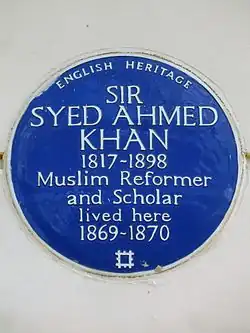 ENGLISH HERITAGE
SIR
SYED AHMED
KHAN
1817-1898
Muslim Reformer
and Scholar
lived here
1869-1870